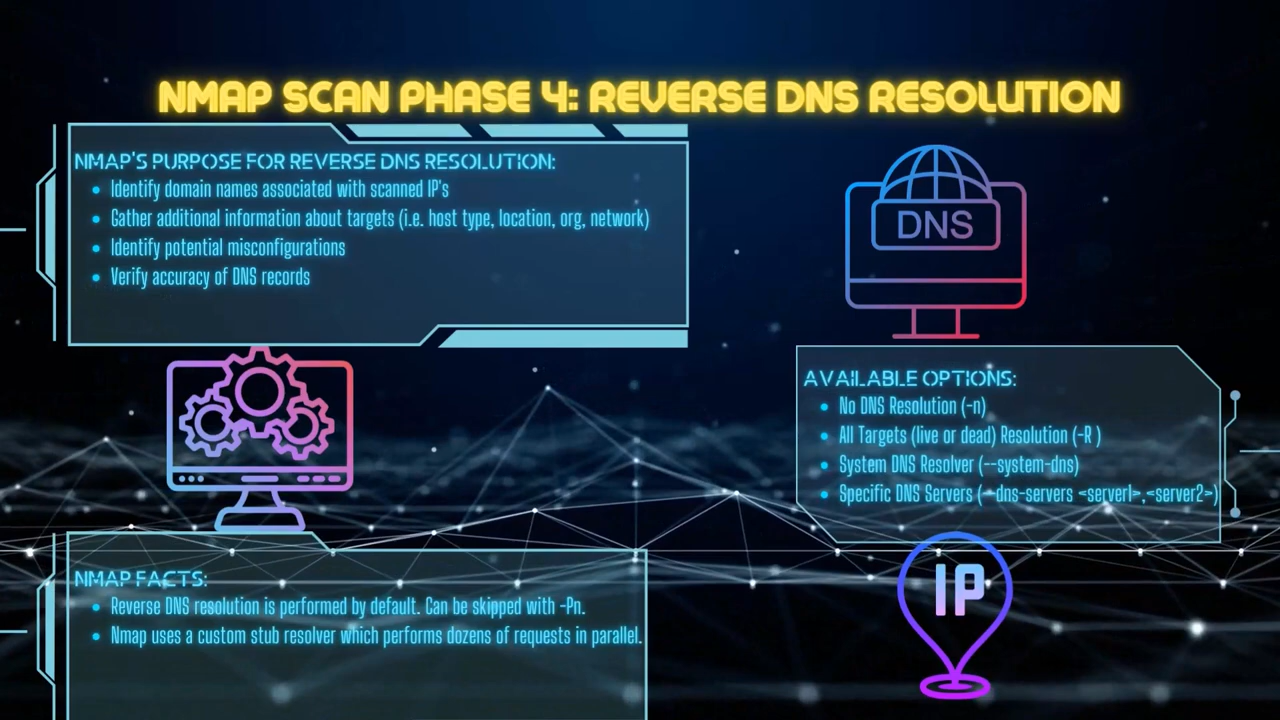 NMAP SCAN PHASE 4: REVERSE DNS RESOLUTION
NMAP'S PURPOSE FOR REVERSE DNS RESOLUTION:
• Identify domain names associated with scanned IP's
• Gather additional information about targets (i.e. host type, location, org, network)
• Identify potential misconfigurations
• Verify accuracy of DNS records
DNS
AVAILABLE OPTIONS:
• No DNS Resolution (-n)
• All Targets (live or dead) Resolution (-R )
• System DNS Resolver (--system-dns)
• Specific DNS Servers (--dns-servers <server1>,<server2>)
NMAP FACTS:
• Reverse DNS resolution is performed by default. Can be skipped with -Pn.
• Nmap uses a custom stub resolver which performs dozens of requests in parallel.
IP